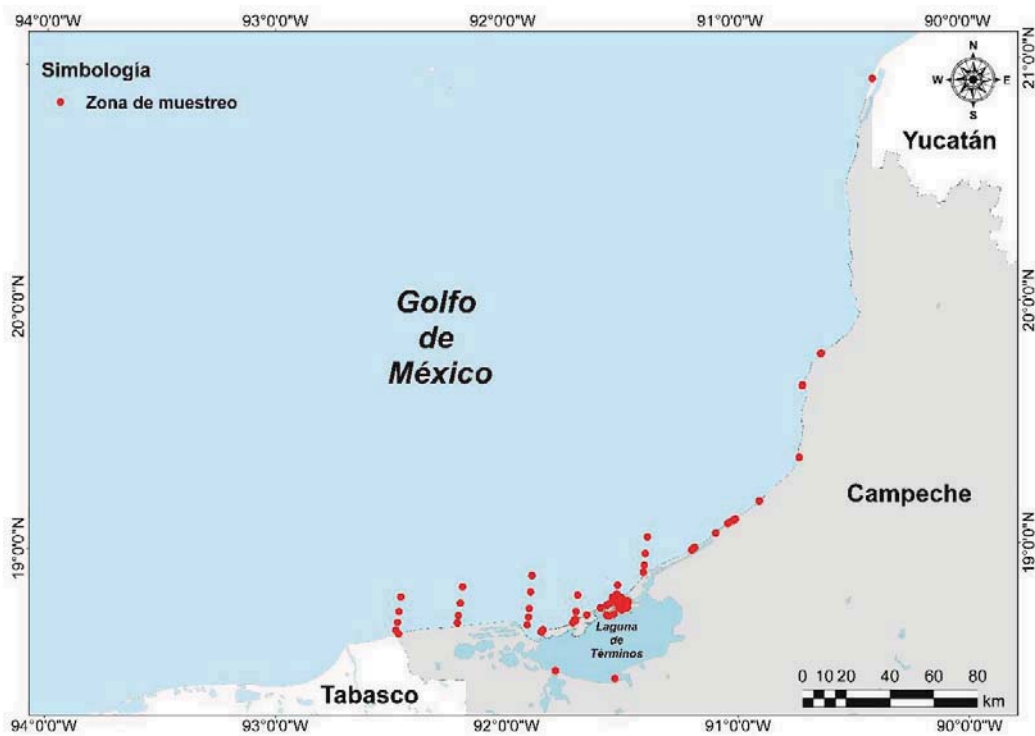 94°0'0"W 93°0'0"W 92°0'0"W 91°0'0"W 90°0'0"W
Simbología
Zona de muestreo
N
W E
S
21°0'0"N 21°0'0"N
Yucatán
Golfo
de
México
20°0'0"N 20°0'0"N
Campeche
19°0'0"N 19°0'0"N
Laguna
de
Términos
Tabasco
0 10 20 40 60 80
km
94°0'0"W 93°0'0"W 92°0'0"W 91°0'0"W 90°0'0"W